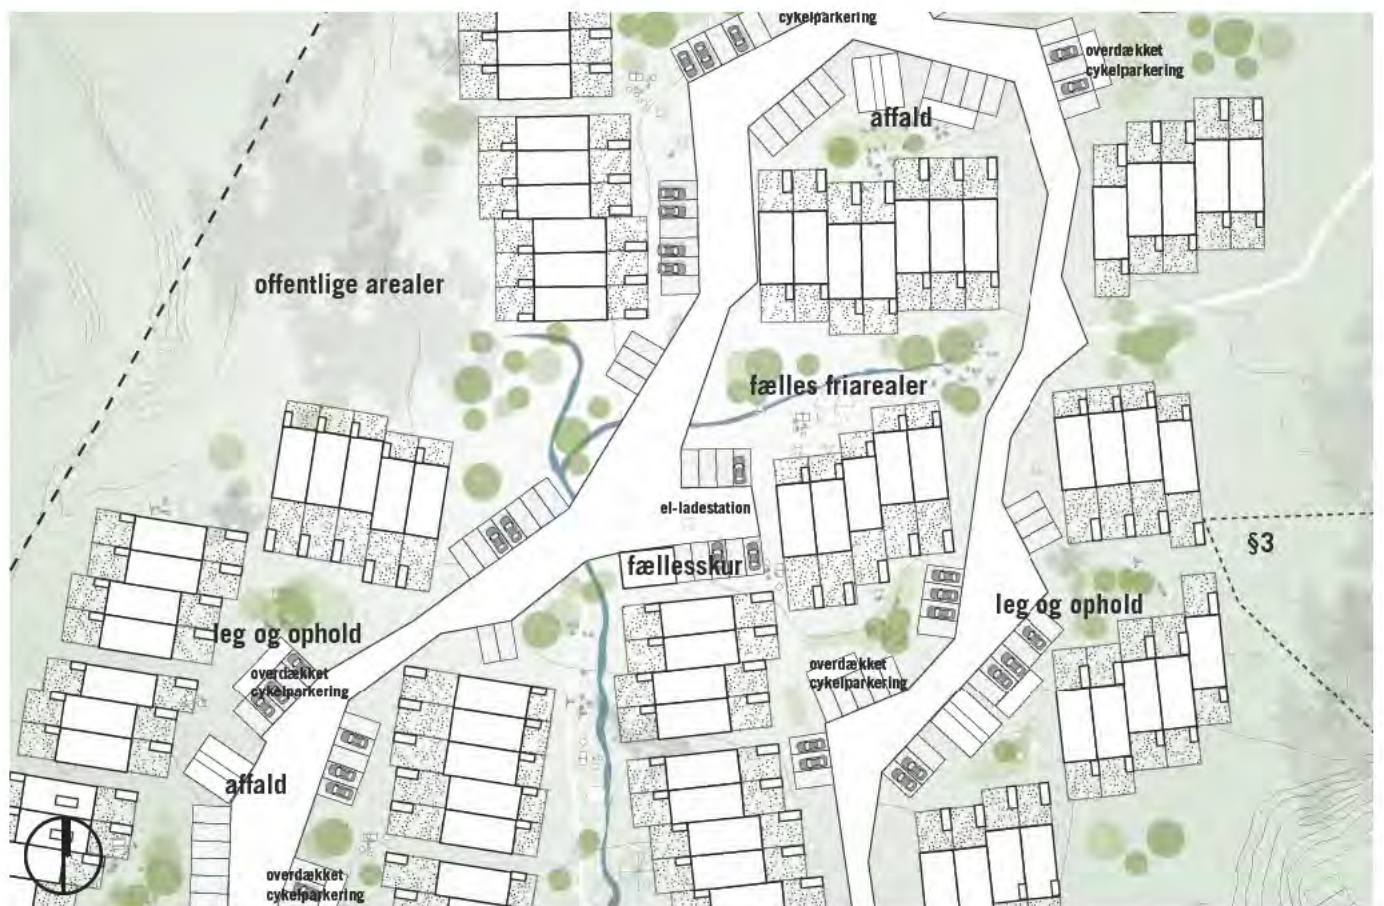 cykelparkering
overdækket
cykelparkering
affald
offentlige arealer
fælles friarealer
el-ladestation
fællesskur
§3
leg og ophold
leg og ophold
overdækket
cykelparkering
overdækket
cykelparkering
affald
overdækket
cykelparkering